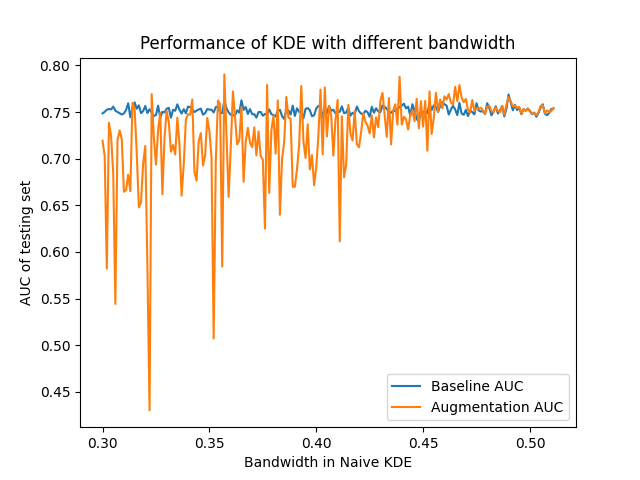 Performance of KDE with different bandwidth
0.80
0.75
0.70
0.65
0.60
0.55
0.50
0.45
AUC of testing set
0.30
0.35
0.40
0.45
0.50
Bandwidth in Naive KDE
Baseline AUC
Augmentation AUC